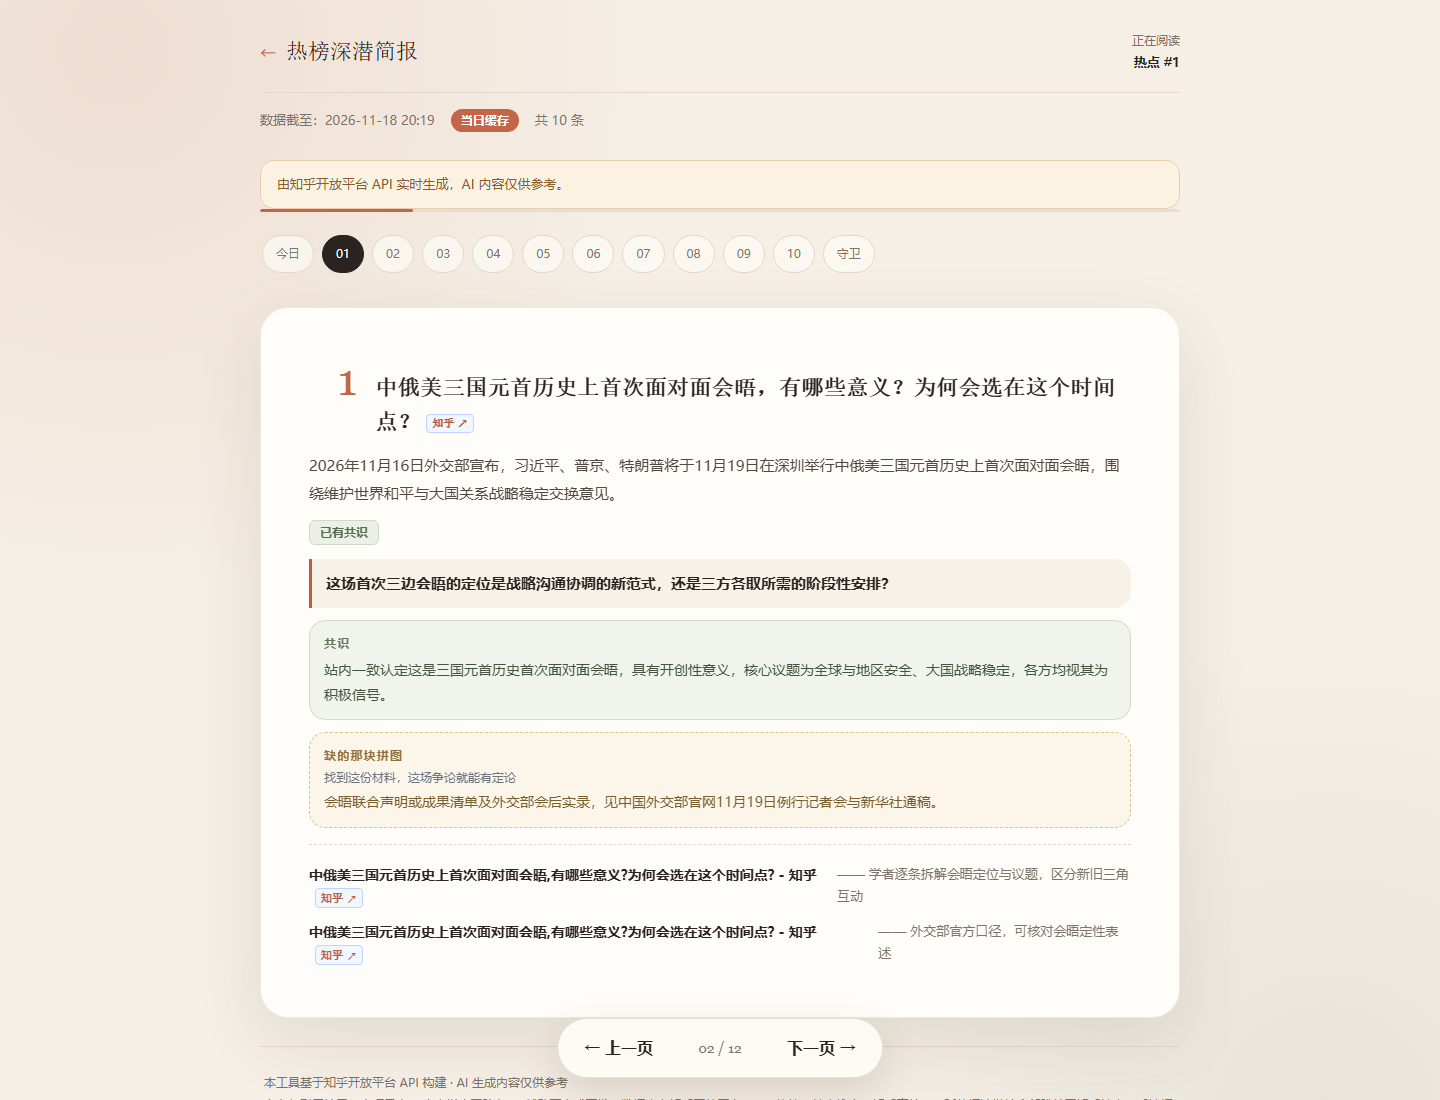 ← 热榜深潜简报
正在阅读
热点 #1
数据截至：2026-11-18 20:19 当日缓存 共 10 条
由知乎开放平台 API 实时生成，AI 内容仅供参考。
今日 01 02 03 04 05 06 07 08 09 10 守卫
1 中俄美三国元首历史上首次面对面会晤，有哪些意义？为何会选在这个时间
点？ 知乎 ↗
2026年11月16日外交部宣布，习近平、普京、特朗普将于11月19日在深圳举行中俄美三国元首历史上首次面对面会晤，围
绕维护世界和平与大国关系战略稳定交换意见。
已有共识
这场首次三边会晤的定位是战略沟通协调的新范式，还是三方各取所需的阶段性安排？
共识
站内一致认定这是三国元首历史首次面对面会晤，具有开创性意义，核心议题为全球与地区安全、大国战略稳定，各方均视其为
积极信号。
缺的那块拼图
找到这份材料，这场争论就能有定论
会晤联合声明或成果清单及外交部会后实录，见中国外交部官网11月19日例行记者会与新华社通稿。
中俄美三国元首历史上首次面对面会晤,有哪些意义?为何会选在这个时间点? - 知乎
知乎 ↗
—— 学者逐条拆解会晤定位与议题，区分新旧三角
互动
中俄美三国元首历史上首次面对面会晤,有哪些意义?为何会选在这个时间点? - 知乎
知乎 ↗
—— 外交部官方口径，可核对会晤定性表
述
← 上一页 02 / 12 下一页 →
本工具基于知乎开放平台 API 构建 · AI 生成内容仅供参考